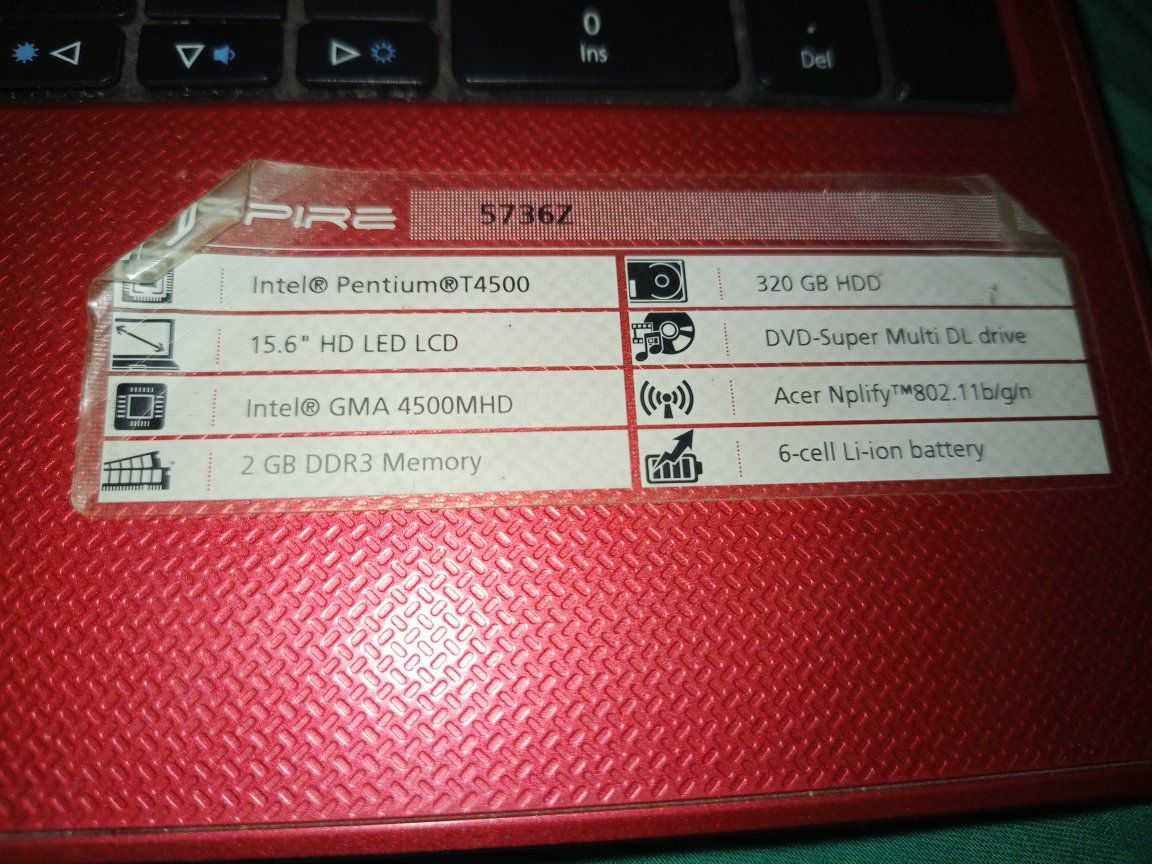 0
Ins
.
Del
PIRE 5736Z
Intel® Pentium®T4500
320 GB HDD
15.6" HD LED LCD
DVD-Super Multi DL drive
Intel® GMA 4500MHD
Acer Nplify™802.11b/g/n
2 GB DDR3 Memory
6-cell Li-ion battery